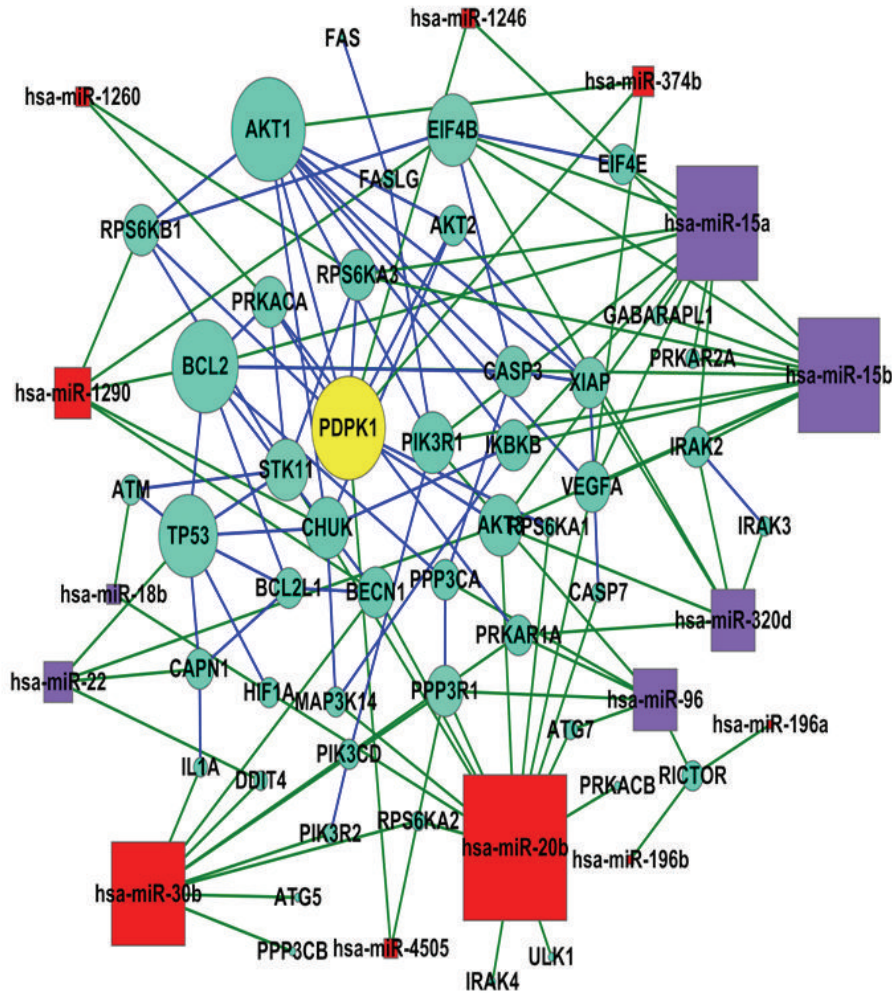 hsa-miR-1246
FAS
hsa-miR-374b
hsa-miR-1260
AKT1
EIF4B
EIF4E
FASLG
hsa-miR-15a
RPS6KB1
AKT2
RPS6KA3
PRKACA
GABARAPL1
PRKAR2A
BCL2
CASP3
XIAP
hsa-miR-15b
hsa-miR-1290
PDPK1
PIK3R1
IKBKB
IRAK2
STK11
VEGFA
ATM
TP53
CHUK
AKT3
RPS6KA1
IRAK3
BCL2L1
BECN1
PPP3CA
CASP7
hsa-miR-18b
hsa-miR-320d
PRKAR1A
hsa-miR-22
CAPN1
HIF1A
MAP3K14
PPP3R1
hsa-miR-96
hsa-miR-196a
ATG7
IL1A
DDIT4
PIK3CD
PRKACB
RICTOR
PIK3R2
RPS6KA2
hsa-miR-20b
hsa-miR-196b
hsa-miR-30b
ATG5
PPP3CB
hsa-miR-4505
ULK1
IRAK4